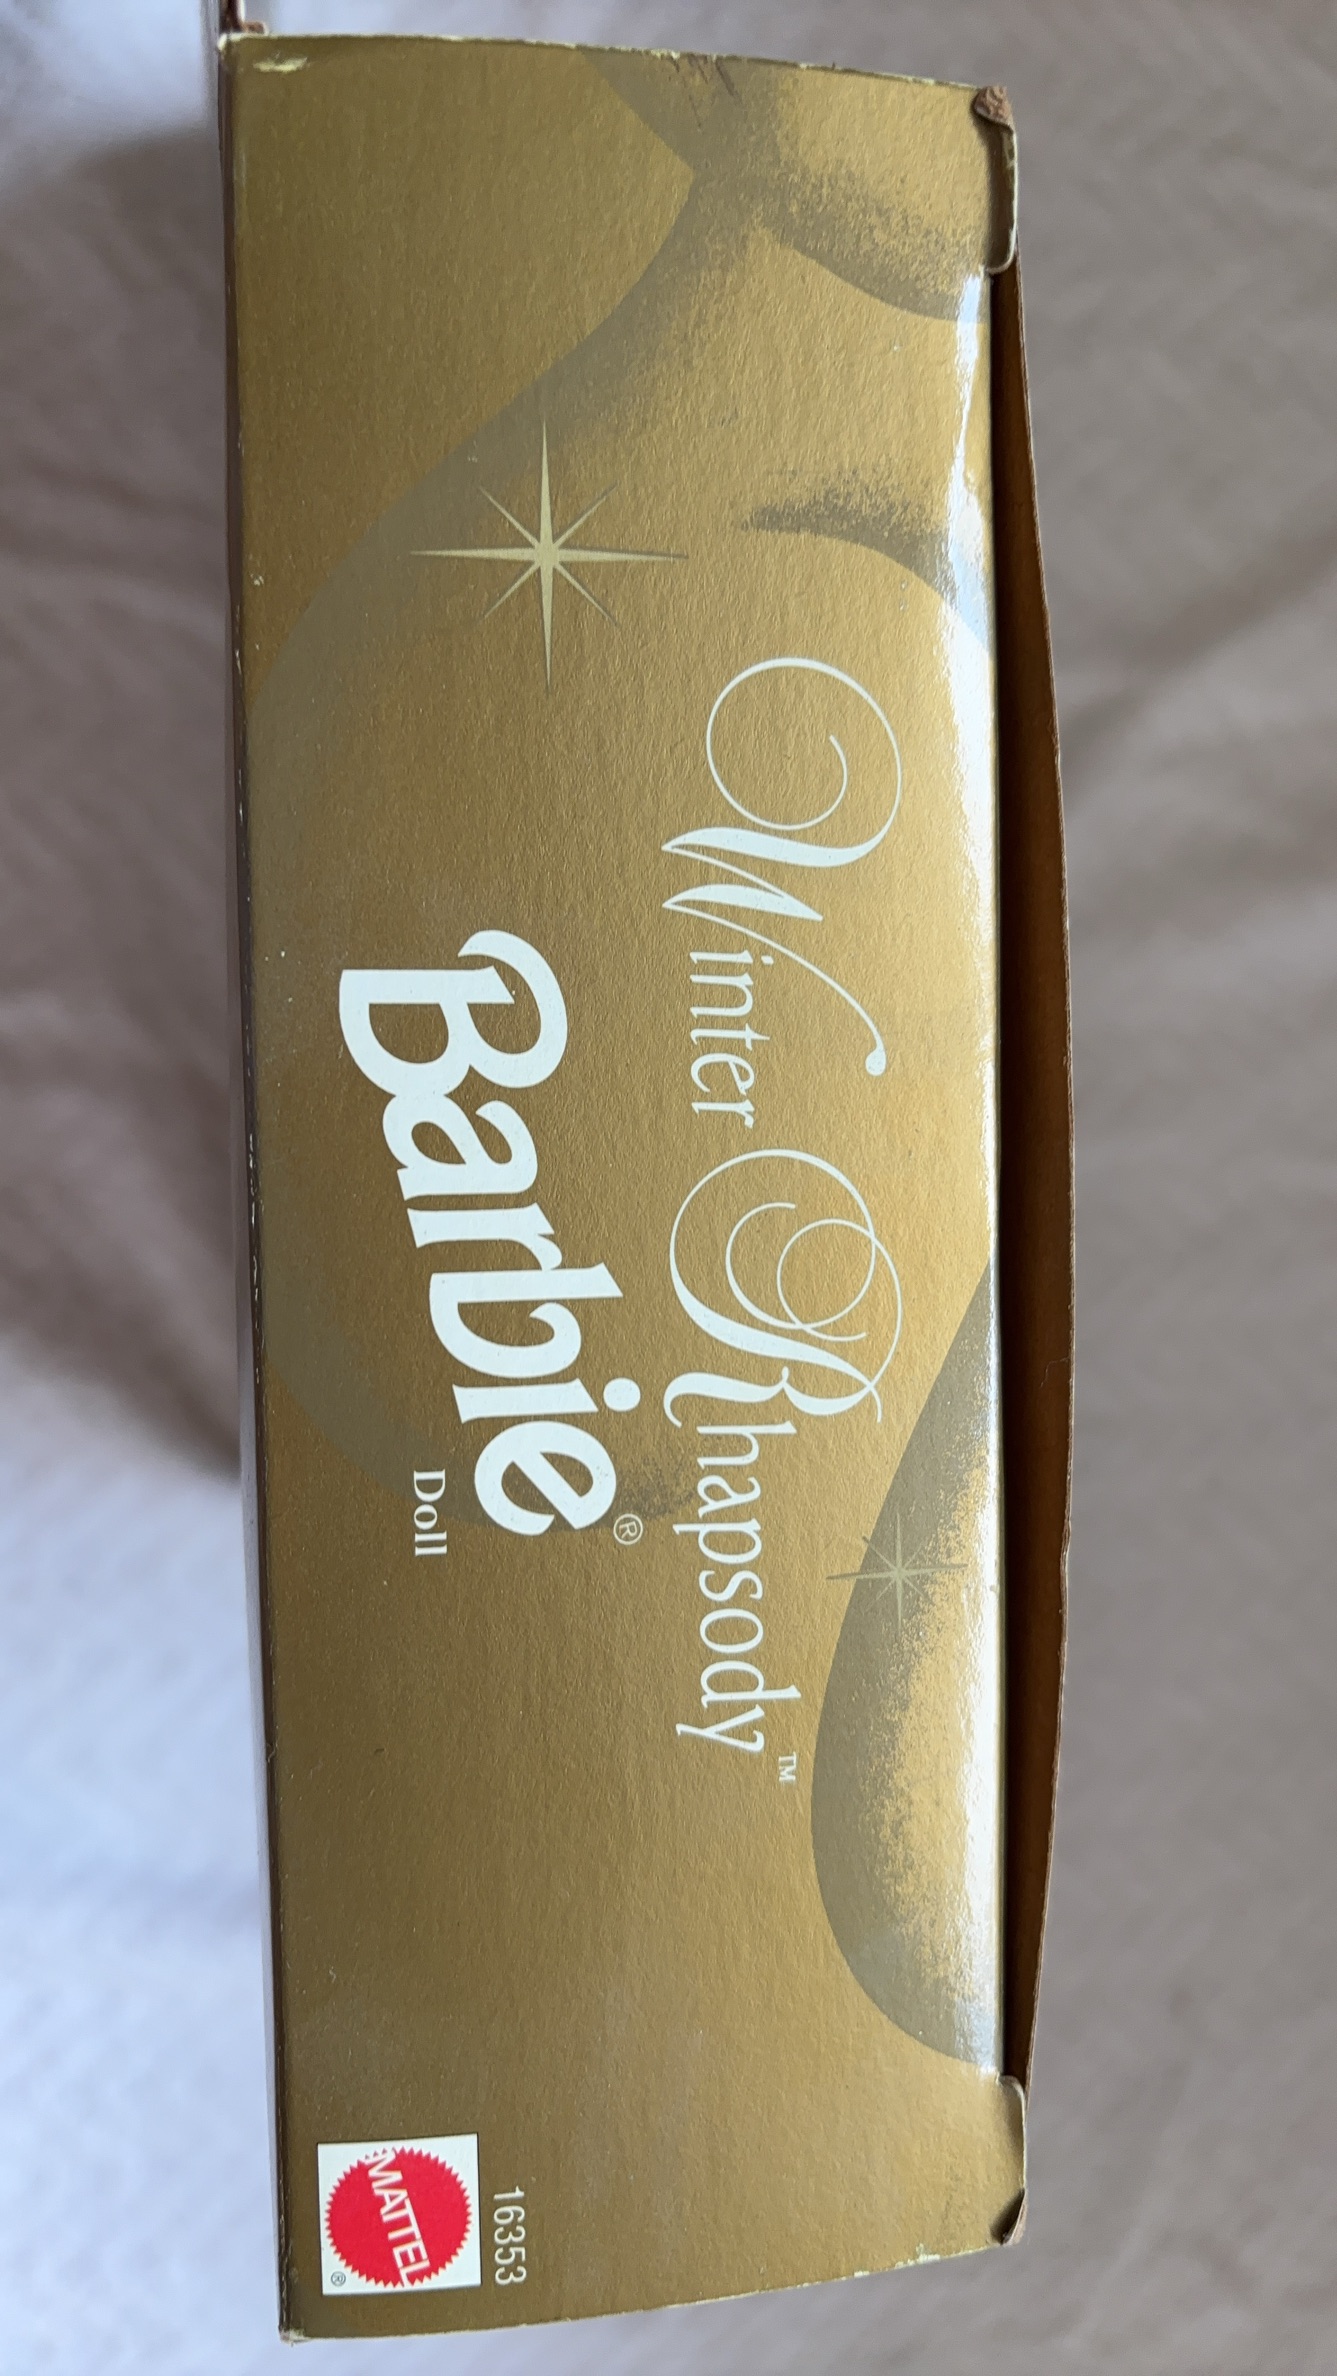 Winter Rhapsody™
Barbie®
Doll
16353
MATTEL
®